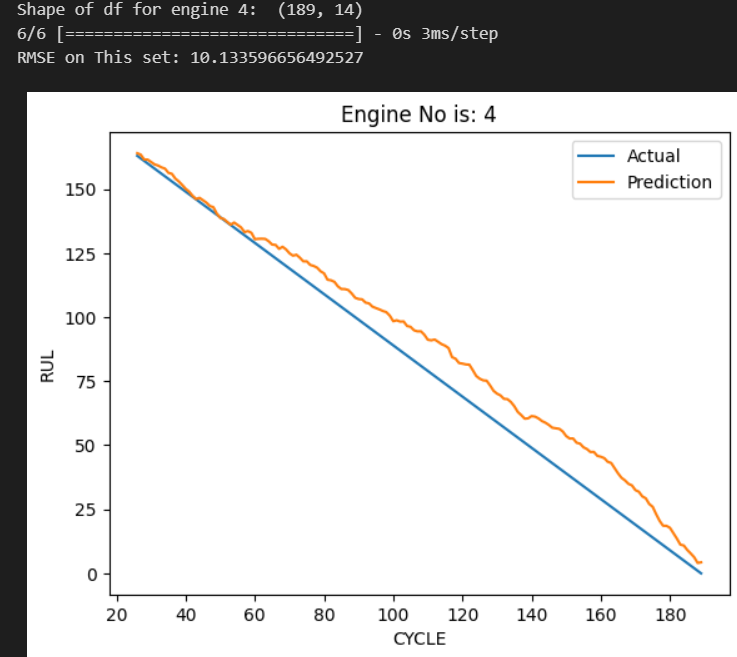 Shape of df for engine 4:  (189, 14)
6/6 [==============================] - 0s 3ms/step
RMSE on This set: 10.133596656492527
Engine No is: 4
Actual
Prediction
150
125
100
75
50
25
0
RUL
20 40 60 80 100 120 140 160 180
CYCLE